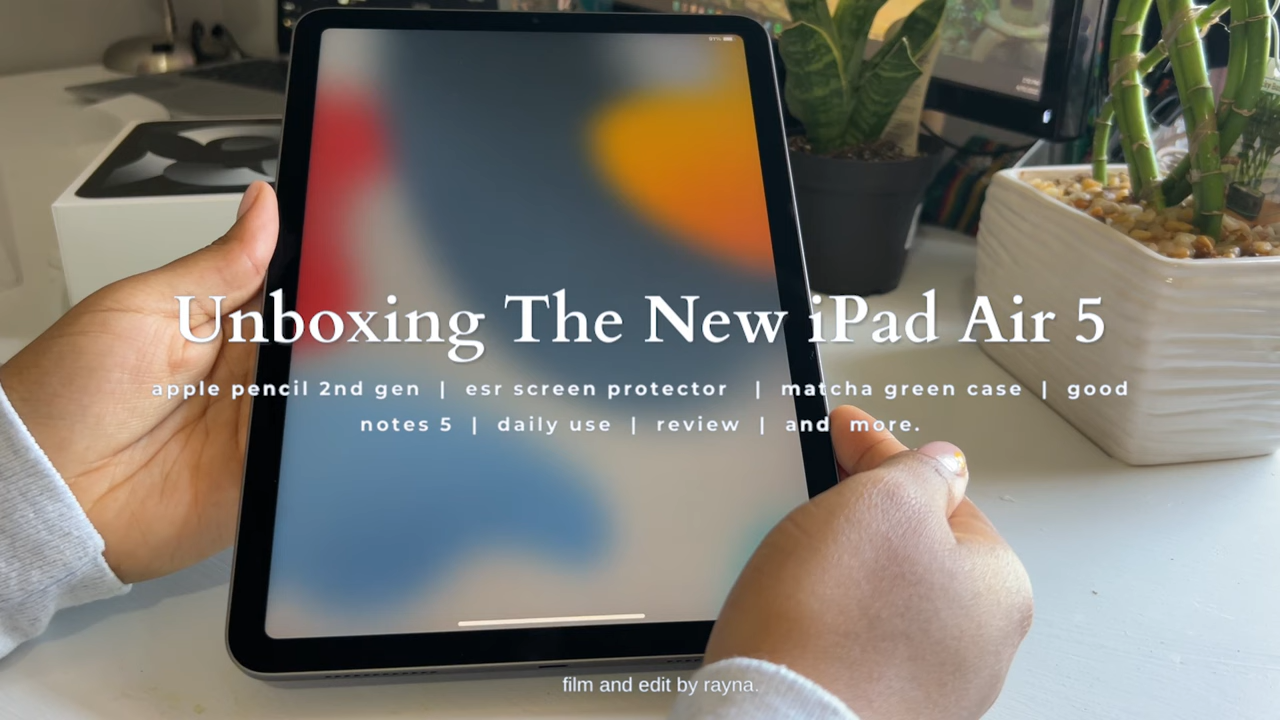 Unboxing The New iPad Air 5
apple pencil 2nd gen | esr screen protector | matcha green case | good
notes 5 | daily use | review | and more.
film and edit by rayna.